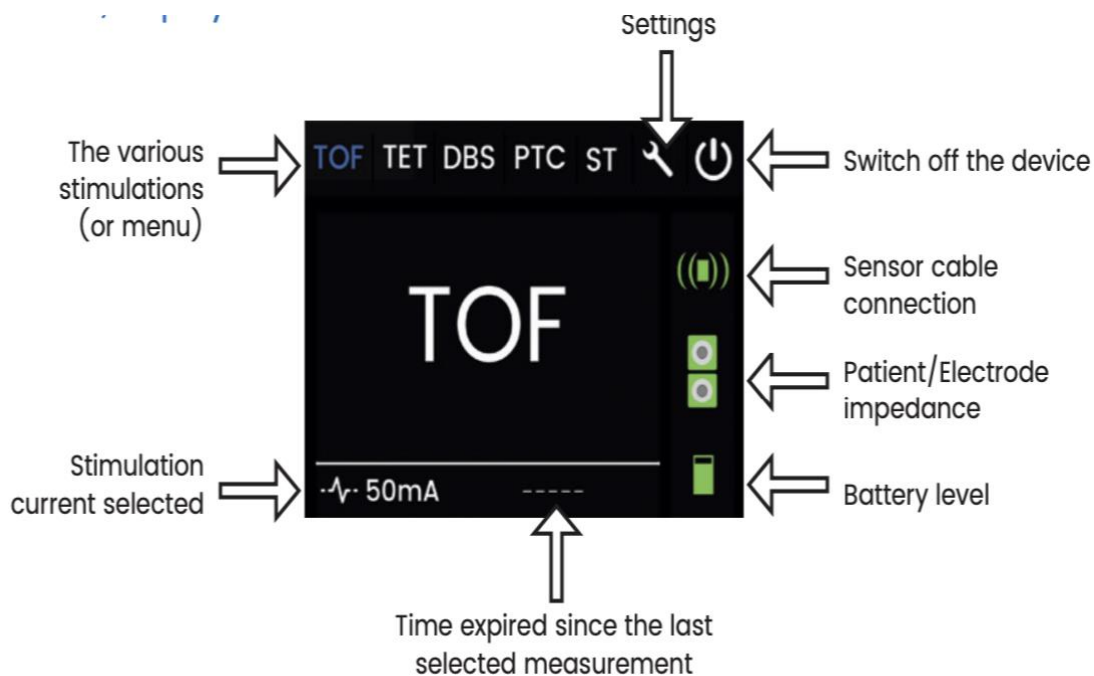 Settings
The various
stimulations
(or menu)
TOF TET DBS PTC ST
Switch off the device
TOF
Sensor cable
connection
Patient/Electrode
impedance
Stimulation
current selected
50mA -----
Battery level
Time expired since the last
selected measurement